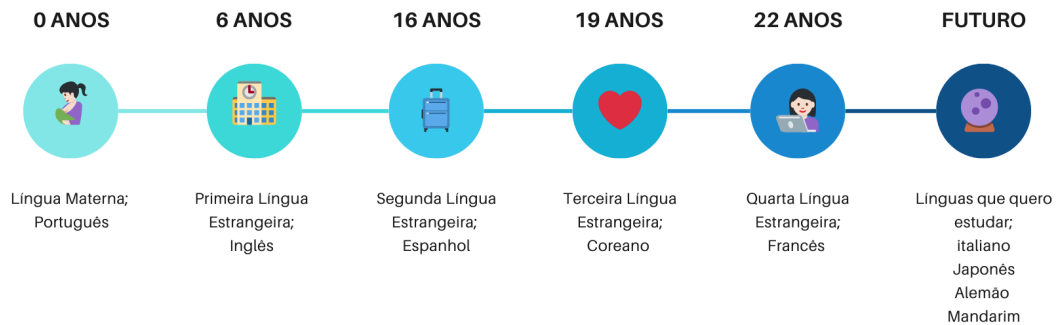 0 ANOS
6 ANOS
16 ANOS
19 ANOS
22 ANOS
FUTURO
Língua Materna;
Português
Primeira Língua
Estrangeira;
Inglês
Segunda Língua
Estrangeira;
Espanhol
Terceira Língua
Estrangeira;
Coreano
Quarta Língua
Estrangeira;
Francês
Línguas que quero
estudar;
italiano
Japonês
Alemão
Mandarim